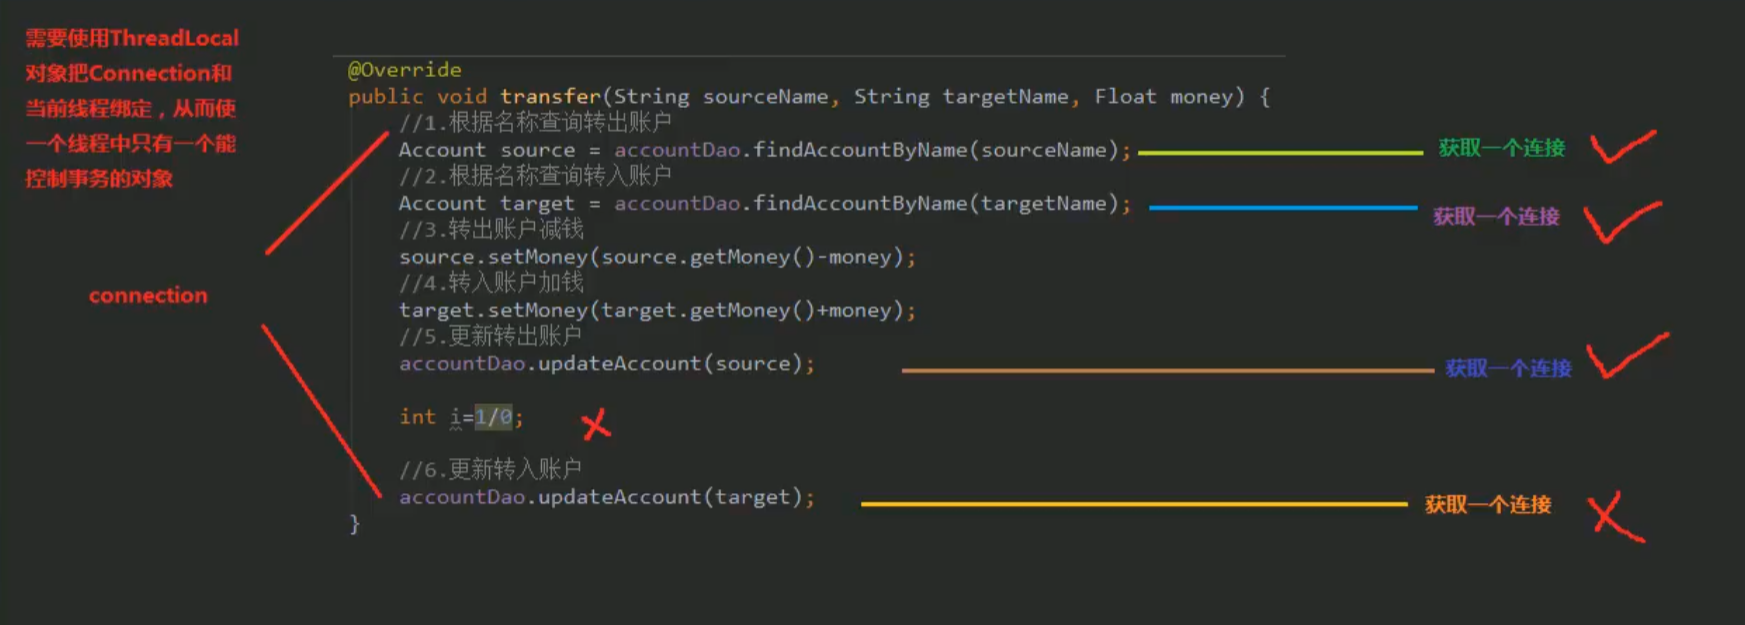 需要使用ThreadLocal
对象把Connection和
当前线程绑定，从而使
一个线程中只有一个能
控制事务的对象
connection
@Override
public void transfer(String sourceName, String targetName, Float money) {
//1.根据名称查询转出账户
Account source = accountDao.findAccountByName(sourceName);
获取一个连接
//2.根据名称查询转入账户
Account target = accountDao.findAccountByName(targetName);
获取一个连接
//3.转出账户减钱
source.setMoney(source.getMoney()-money);
//4.转入账户加钱
target.setMoney(target.getMoney()+money);
//5.更新转出账户
accountDao.updateAccount(source);
获取一个连接
int i=1/0;
//6.更新转入账户
accountDao.updateAccount(target);
获取一个连接
}